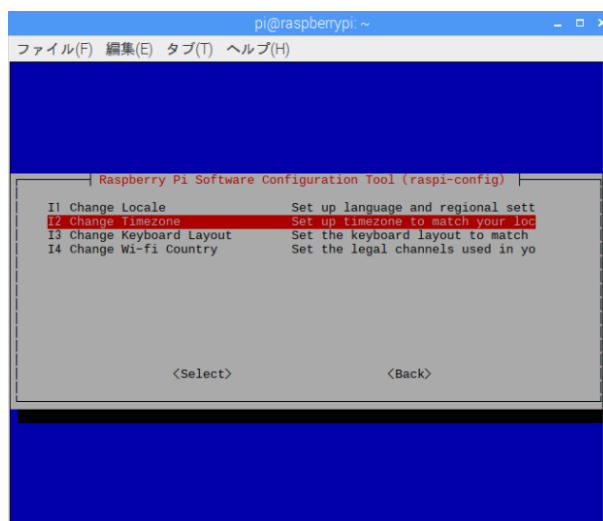 pi@raspberrypi: ~
ファイル(F) 編集(E) タブ(T) ヘルプ(H)
Raspberry Pi Software Configuration Tool (raspi-config)
I1 Change Locale Set up language and regional sett
I2 Change Timezone Set up timezone to match your loc
I3 Change Keyboard Layout Set the keyboard layout to match
I4 Change Wi-fi Country Set the legal channels used in yo
<Select> <Back>